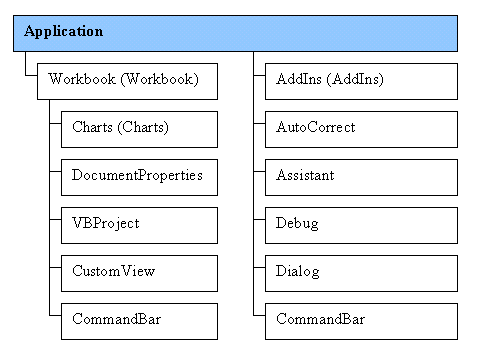 Application
Workbook (Workbook)
Charts (Charts)
DocumentProperties
VBProject
CustomView
CommandBar
AddIns (AddIns)
AutoCorrect
Assistant
Debug
Dialog
CommandBar